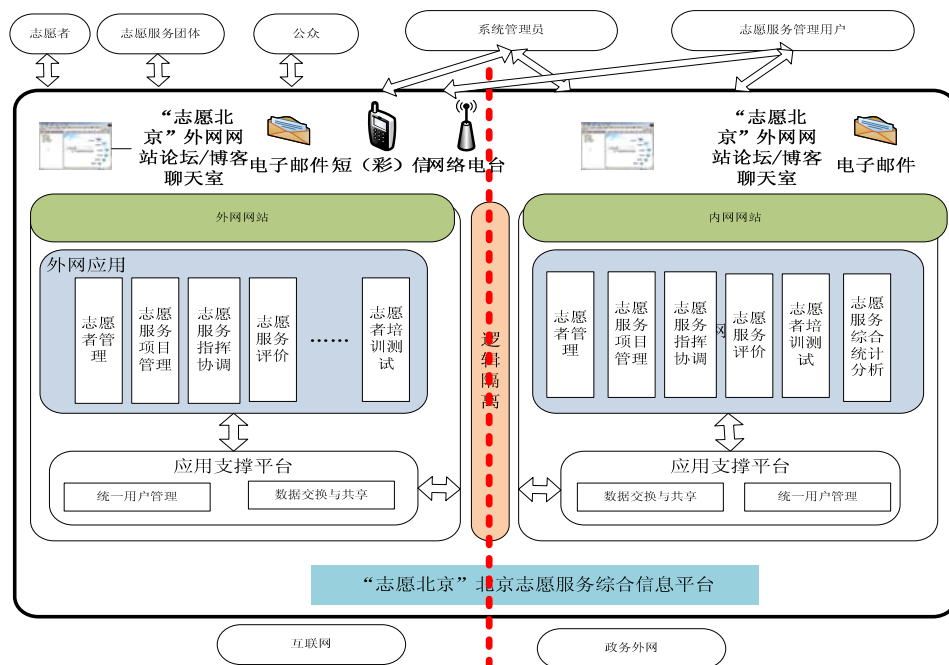 志愿者
志愿服务团体
公众
系统管理员
志愿服务管理用户
“志愿北
京”外网网
站论坛/博客
聊天室
电子邮件
短（彩）信
网络电台
“志愿北
京”外网网
站论坛/博客
聊天室
电子邮件
外网网站
内网网站
外网应用
志愿
者管
理
志愿
服务
项目
管理
志愿
服务
指挥
协调
志愿
服务
评价
……
志愿
者培
训测
试
逻
辑
隔
离
网
志愿
者管
理
志愿
服务
项目
管理
志愿
服务
指挥
协调
志愿
服务
评价
志愿
者培
训测
试
志愿
服务
综合
统计
分析
应用支撑平台
统一用户管理
数据交换与共享
应用支撑平台
数据交换与共享
统一用户管理
“志愿北京”北京志愿服务综合信息平台
互联网
政务外网